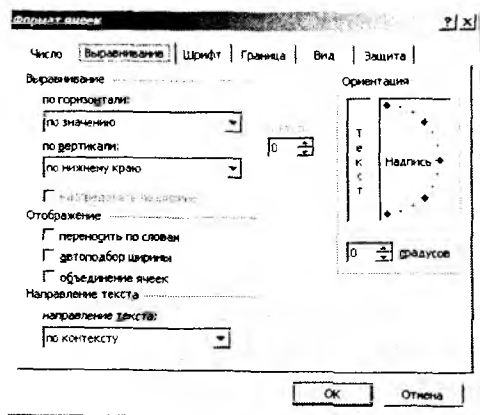 Формат ячеек
Число Выравнивание Шрифт Граница Вид Защита
Выравнивание
по горизонтали:
по значению
по вертикали:
0
по нижнему краю
Отображение
переносить по словам
автоподбор ширины
объединение ячеек
Направление текста
направление текста:
по контексту
Ориентация
Текст
Надпись
0 градусов
ОК Отмена